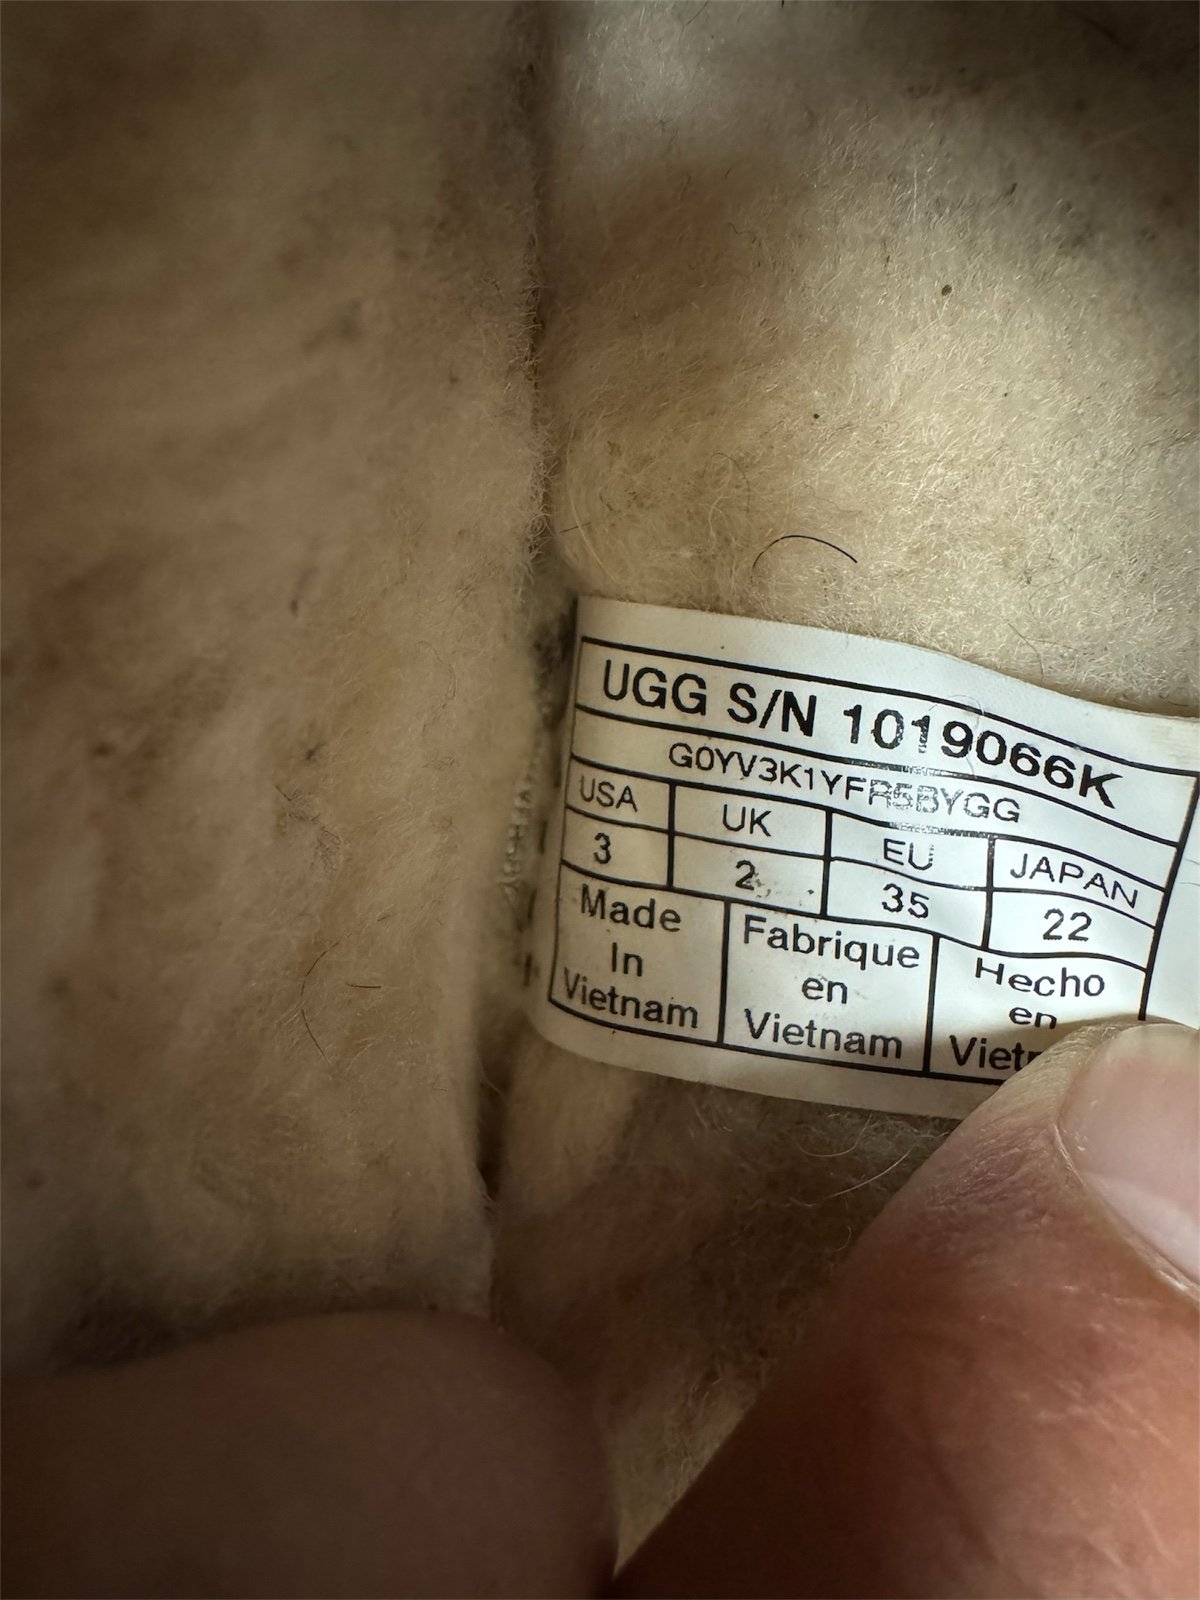 UGG S/N 1019066K
G0YV3K1YFR5BYGG
USA UK EU JAPAN
3 2 35 22
Made
In
Vietnam
Fabrique
en
Vietnam
Hecho
en